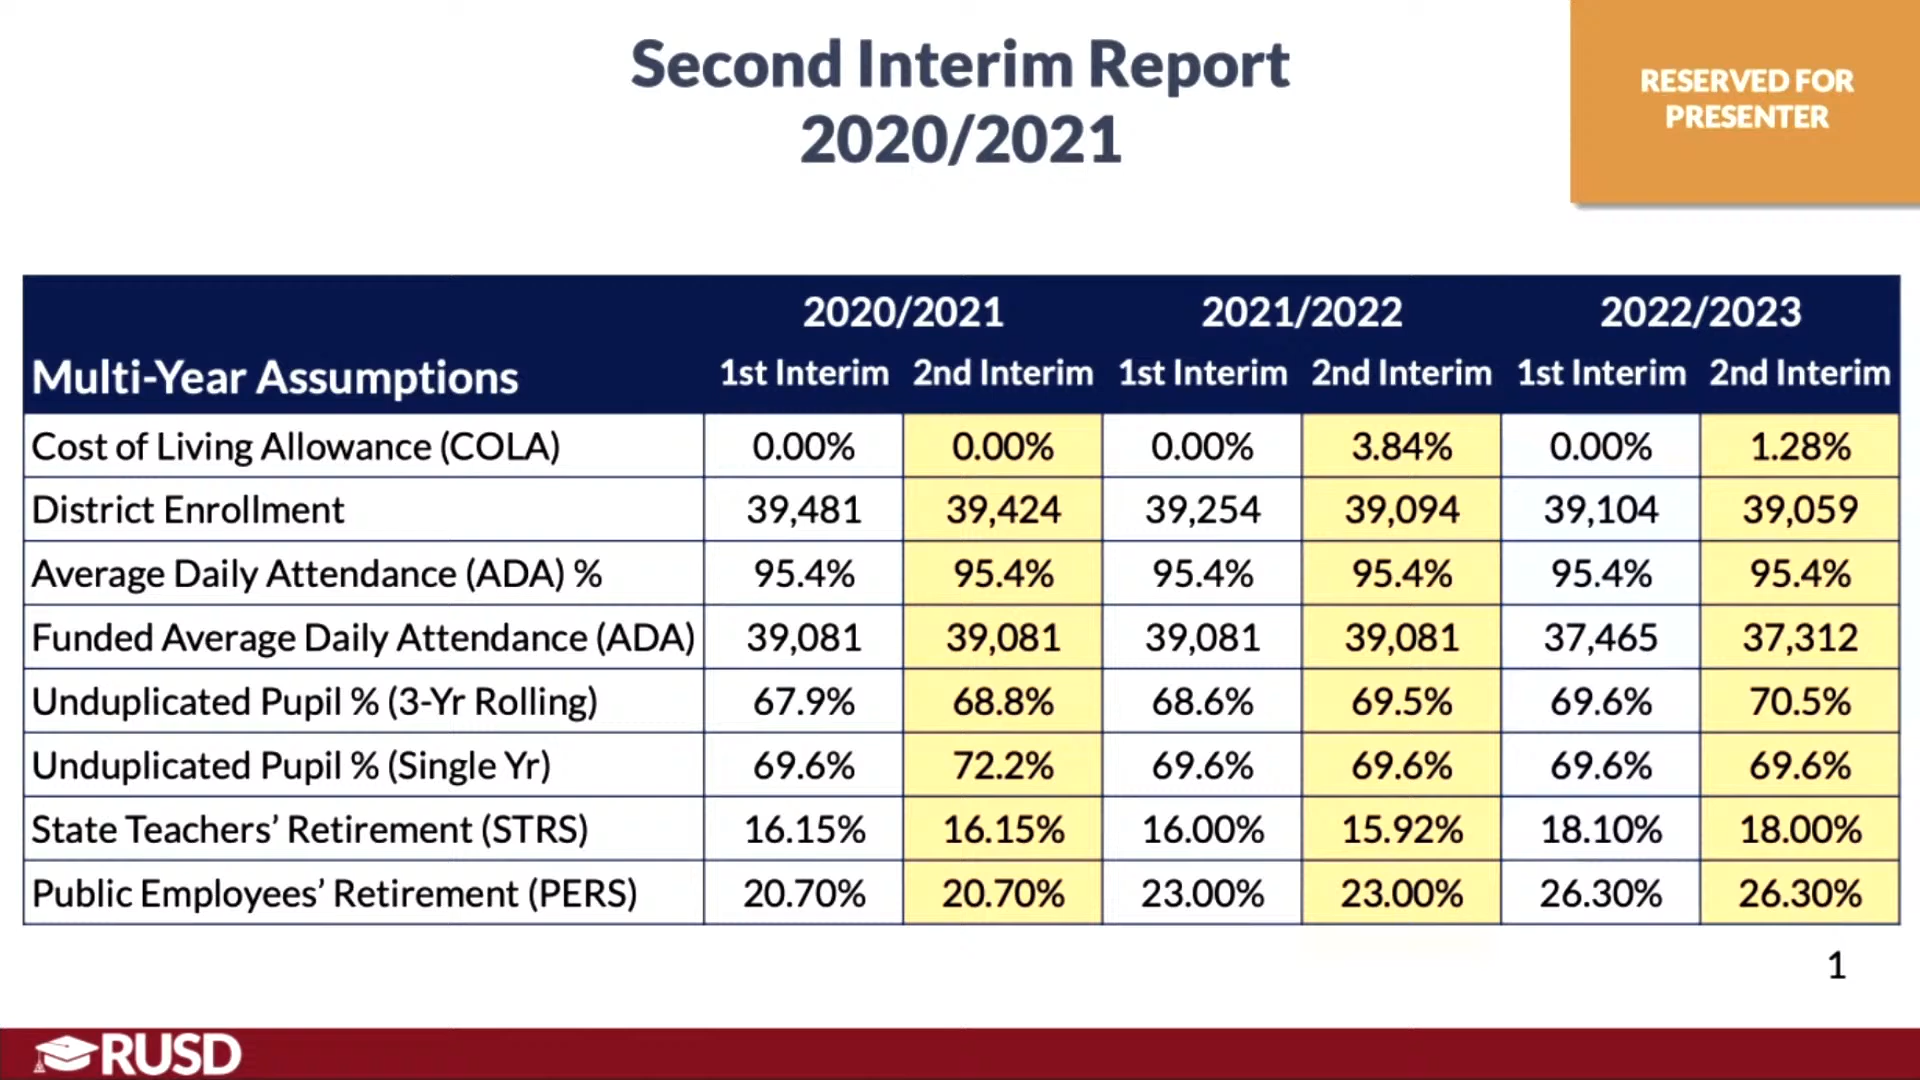 Second Interim Report
2020/2021
RESERVED FOR
PRESENTER
2020/2021 2021/2022 2022/2023
Multi-Year Assumptions 1st Interim 2nd Interim 1st Interim 2nd Interim 1st Interim 2nd Interim
Cost of Living Allowance (COLA) 0.00% 0.00% 0.00% 3.84% 0.00% 1.28%
District Enrollment 39,481 39,424 39,254 39,094 39,104 39,059
Average Daily Attendance (ADA) % 95.4% 95.4% 95.4% 95.4% 95.4% 95.4%
Funded Average Daily Attendance (ADA) 39,081 39,081 39,081 39,081 37,465 37,312
Unduplicated Pupil % (3-Yr Rolling) 67.9% 68.8% 68.6% 69.5% 69.6% 70.5%
Unduplicated Pupil % (Single Yr) 69.6% 72.2% 69.6% 69.6% 69.6% 69.6%
State Teachers’ Retirement (STRS) 16.15% 16.15% 16.00% 15.92% 18.10% 18.00%
Public Employees’ Retirement (PERS) 20.70% 20.70% 23.00% 23.00% 26.30% 26.30%
1
RUSD